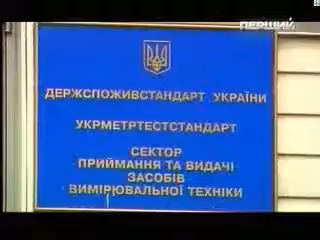 ПЕРШИЙ
ДЕРЖСПОЖИВСТАНДАРТ УКРАЇНИ
УКРМЕТРТЕСТСТАНДАРТ
СЕКТОР
ПРИЙМАННЯ ТА ВИДАЧІ
ЗАСОБІВ
ВИМІРЮВАЛЬНОЇ ТЕХНІКИ